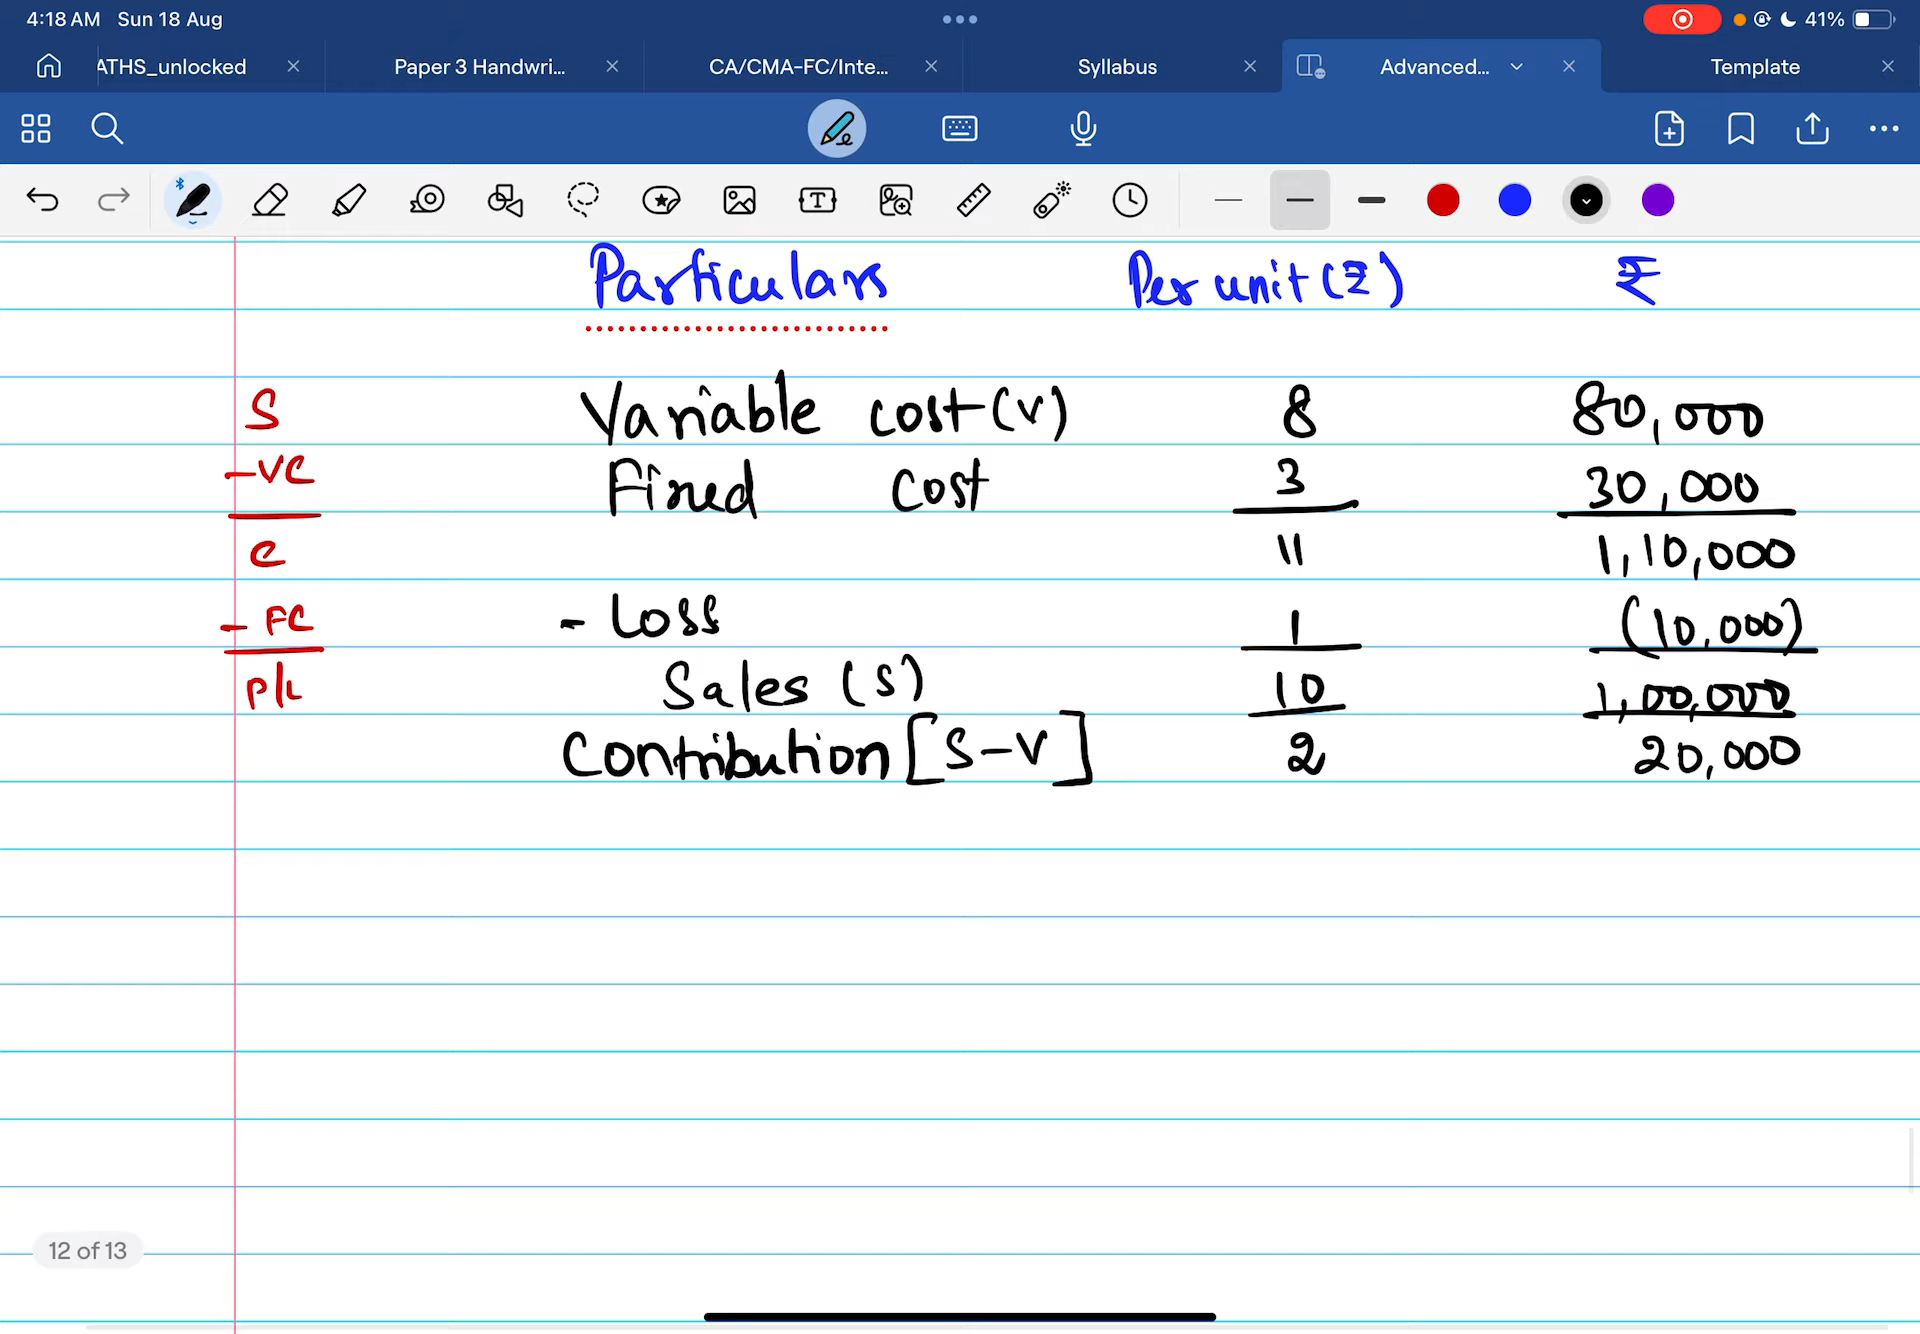 4:18 AM Sun 18 Aug 41%
ATHS_unlocked Paper 3 Handwri... CA/CMA-FC/Inte... Syllabus Advanced... Template
Particulars Per unit (₹) ₹
S Variable cost (v) 8 80,000
-VC Fixed cost 3 30,000
C 11 1,10,000
- FC - Loss 1 (10,000)
P/L Sales (S) 10 1,00,000
Contribution [S-V] 2 20,000
12 of 13